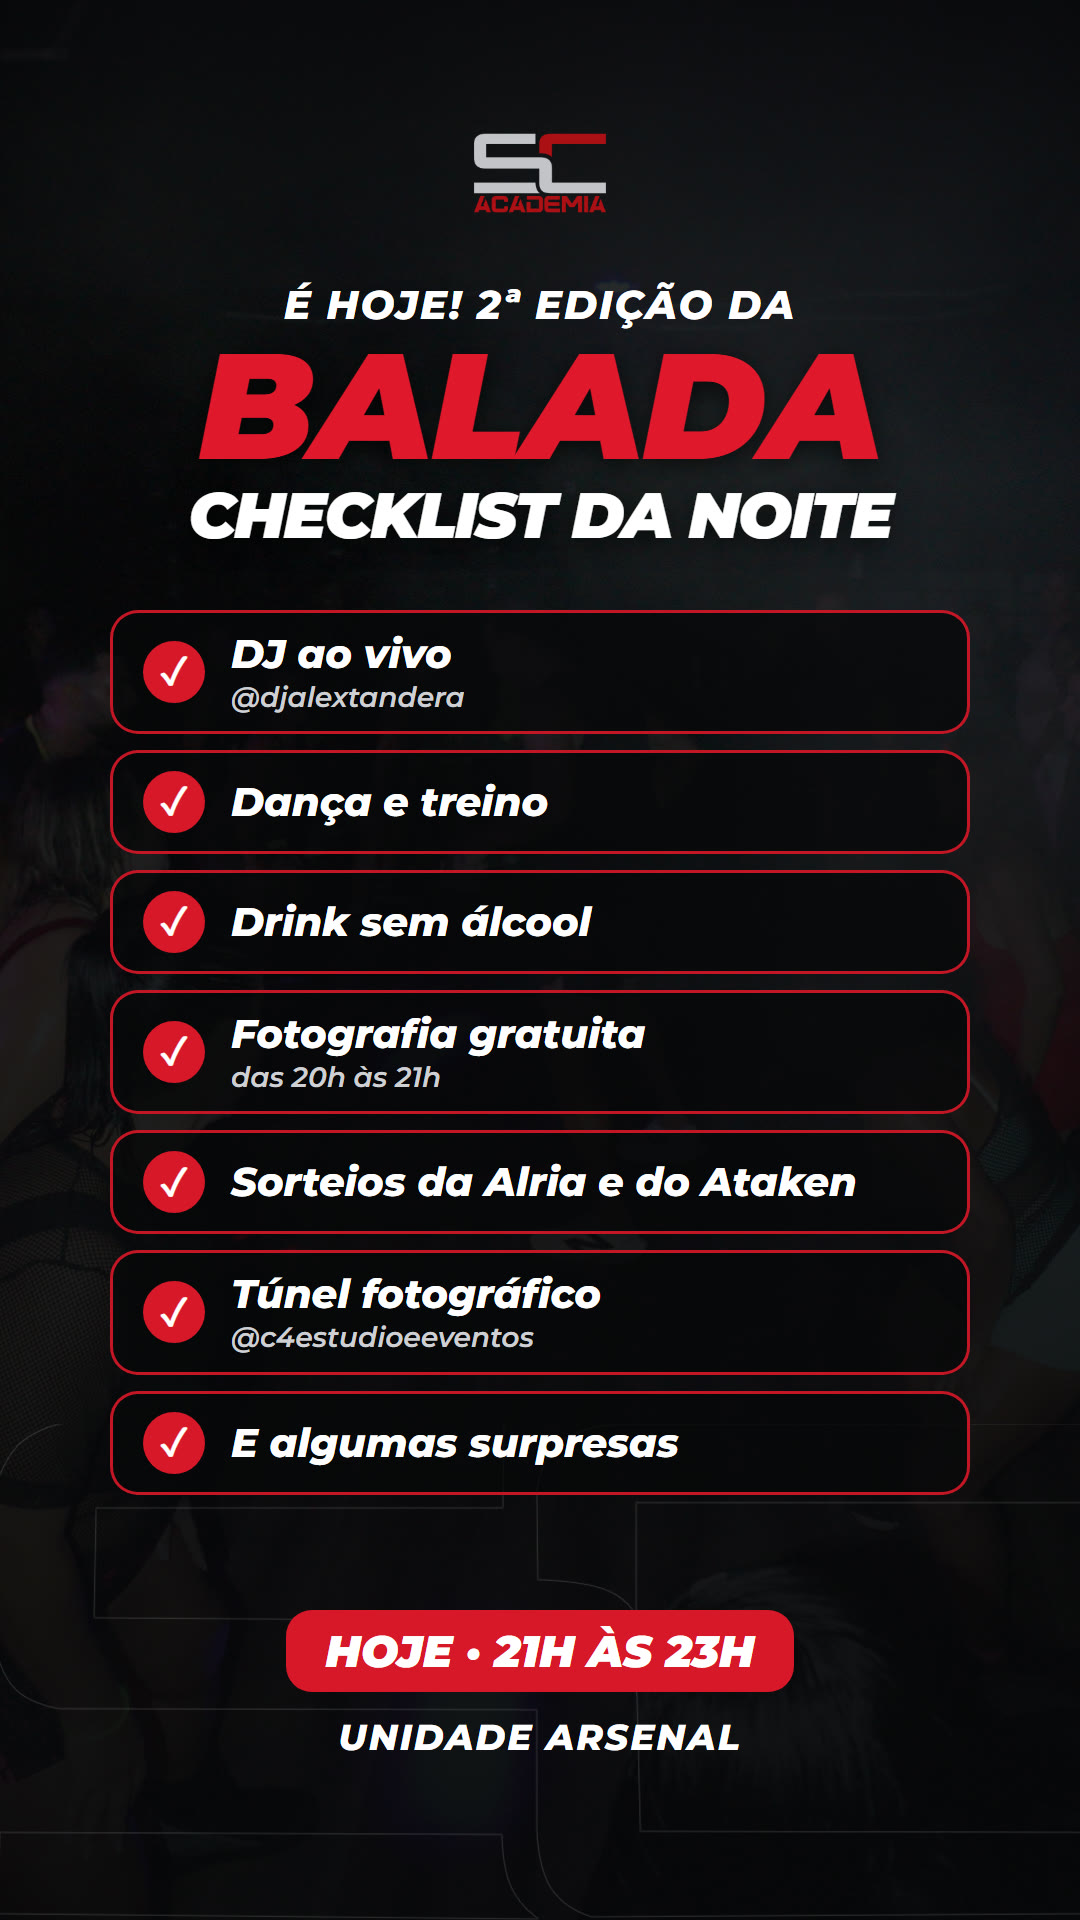 SC
ACADEMIA
É HOJE! 2ª EDIÇÃO DA
BALADA
CHECKLIST DA NOITE
DJ ao vivo
@djalextandera
Dança e treino
Drink sem álcool
Fotografia gratuita
das 20h às 21h
Sorteios da Alria e do Ataken
Túnel fotográfico
@c4estudioeeventos
E algumas surpresas
HOJE • 21H ÀS 23H
UNIDADE ARSENAL